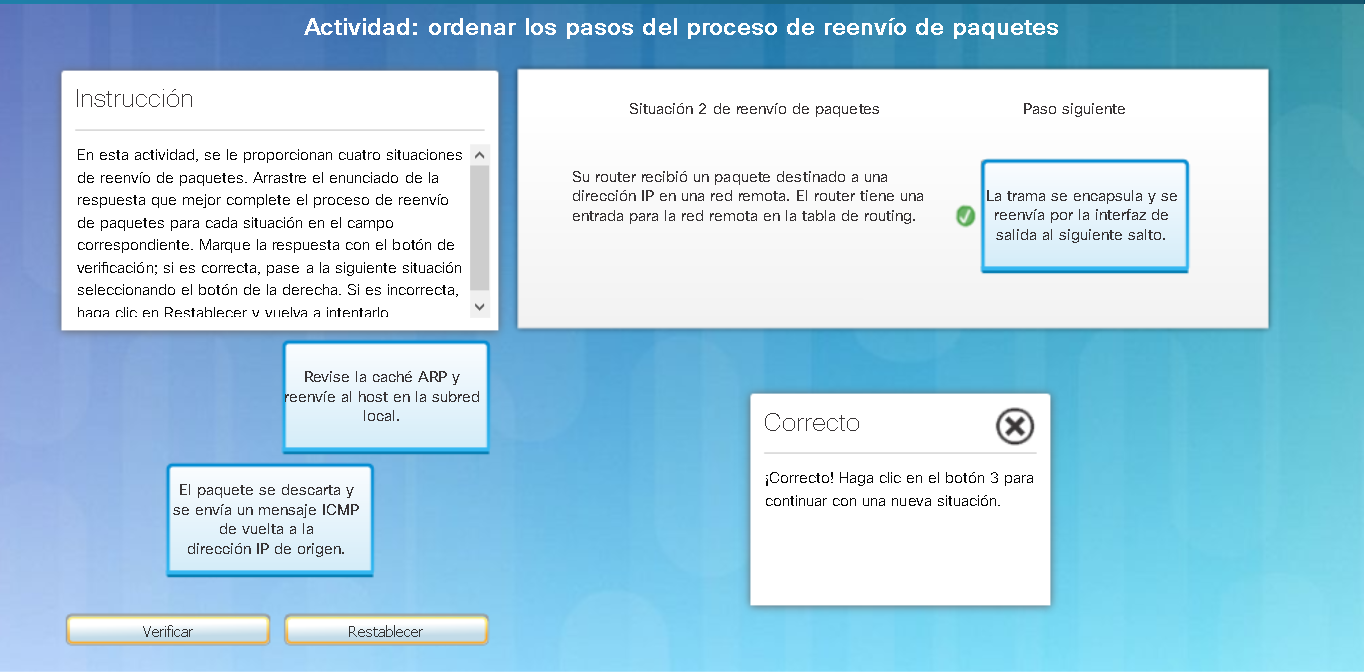 Actividad: ordenar los pasos del proceso de reenvío de paquetes
Instrucción
En esta actividad, se le proporcionan cuatro situaciones
de reenvío de paquetes. Arrastre el enunciado de la
respuesta que mejor complete el proceso de reenvío
de paquetes para cada situación en el campo
correspondiente. Marque la respuesta con el botón de
verificación; si es correcta, pase a la siguiente situación
seleccionando el botón de la derecha. Si es incorrecta,
haga clic en Restablecer y vuelva a intentarlo
Situación 2 de reenvío de paquetes
Paso siguiente
Su router recibió un paquete destinado a una
dirección IP en una red remota. El router tiene una
entrada para la red remota en la tabla de routing.
La trama se encapsula y se
reenvía por la interfaz de
salida al siguiente salto.
Revise la caché ARP y
reenvíe al host en la subred
local.
El paquete se descarta y
se envía un mensaje ICMP
de vuelta a la
dirección IP de origen.
Correcto
¡Correcto! Haga clic en el botón 3 para
continuar con una nueva situación.
Verificar
Restablecer